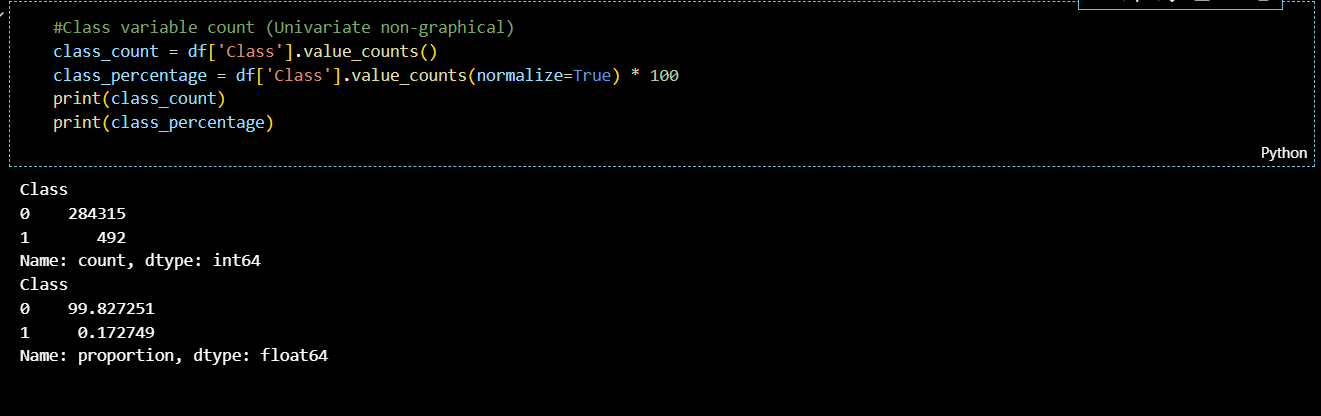 #Class variable count (Univariate non-graphical)
class_count = df['Class'].value_counts()
class_percentage = df['Class'].value_counts(normalize=True) * 100
print(class_count)
print(class_percentage)
Python
Class
0    284315
1       492
Name: count, dtype: int64
Class
0    99.827251
1     0.172749
Name: proportion, dtype: float64